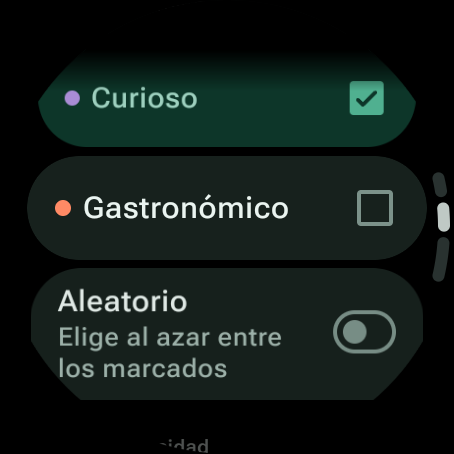 Curioso
Gastronómico
Aleatorio
Elige al azar entre
los marcados